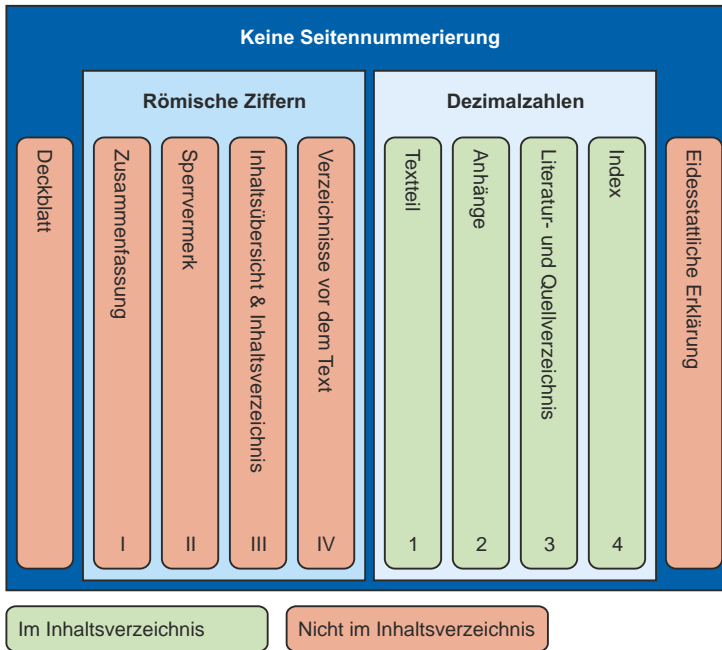 Keine Seitennummerierung
Römische Ziffern
Dezimalzahlen
Deckblatt
Zusammenfassung
I
Sperrvermerk
II
Inhaltsübersicht & Inhaltsverzeichnis
III
Verzeichnisse vor dem Text
IV
Textteil
1
Anhänge
2
Literatur- und Quellverzeichnis
3
Index
4
Eidesstattliche Erklärung
Im Inhaltsverzeichnis
Nicht im Inhaltsverzeichnis